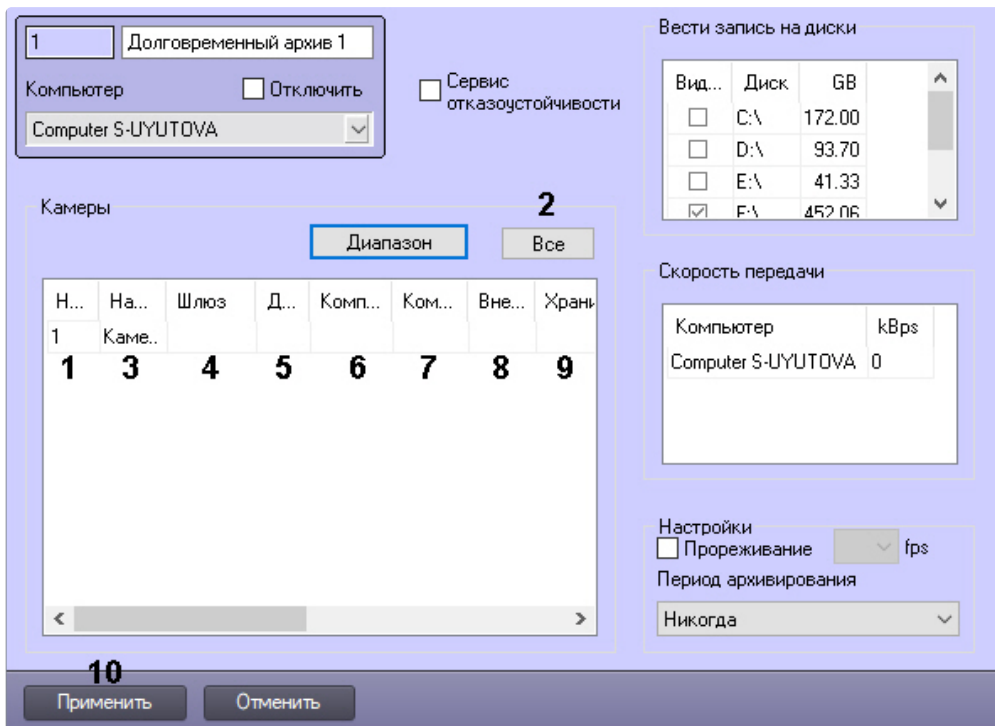 1 Долговременный архив 1
Компьютер Отключить
Computer S-UYUTOVA
Сервис
отказоустойчивости
Вести запись на диски
Вид... Диск GB
C:\ 172.00
D:\ 93.70
E:\ 41.33
F:\ 452.06
Камеры
2
Диапазон Все
Н... На... Шлюз Д... Комп... Ком... Вне... Храни
1 Каме..
1 3 4 5 6 7 8 9
Скорость передачи
Компьютер kBps
Computer S-UYUTOVA 0
Настройки
Прореживание fps
Период архивирования
Никогда
10
Применить Отменить